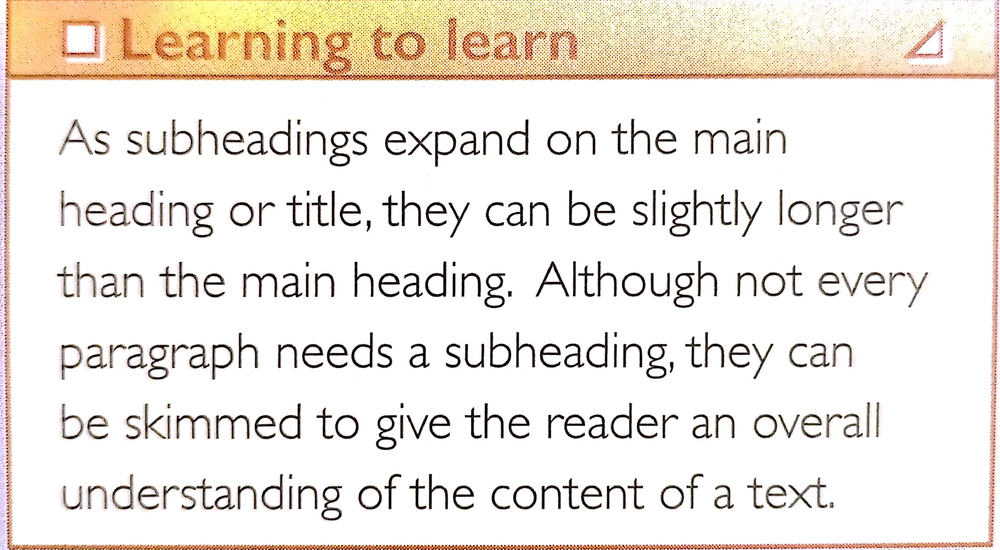 Learning to learn
As subheadings expand on the main
heading or title, they can be slightly longer
than the main heading. Although not every
paragraph needs a subheading, they can
be skimmed to give the reader an overall
understanding of the content of a text.